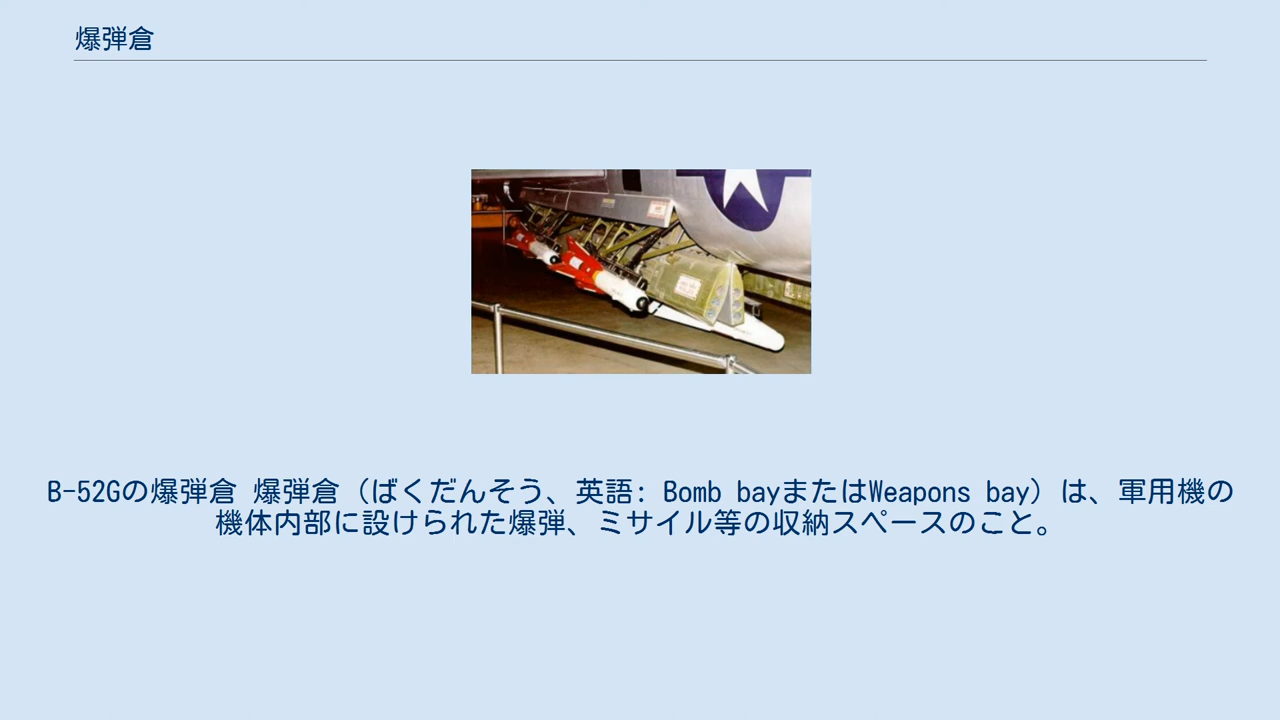 爆弾倉
B-52Gの爆弾倉 爆弾倉（ばくだんそう、英語: Bomb bayまたはWeapons bay）は、軍用機の
機体内部に設けられた爆弾、ミサイル等の収納スペースのこと。